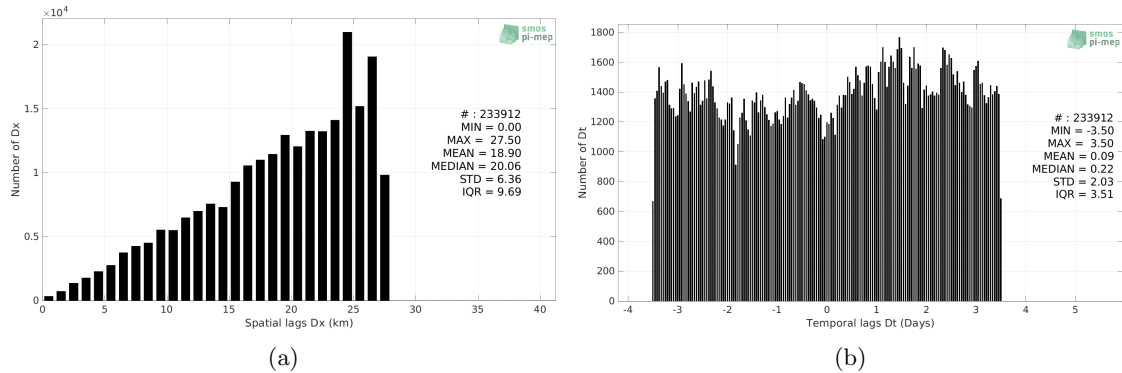 ×10⁴
2
1.5
1
0.5
0
Number of Dx
0 5 10 15 20 25 30 35 40
Spatial lags Dx (km)
smos
pi-mep
# : 233912
MIN = 0.00
MAX = 27.50
MEAN = 18.90
MEDIAN = 20.06
STD = 6.36
IQR = 9.69
(a)
1800
1600
1400
1200
1000
800
600
400
200
0
Number of Dt
-4 -3 -2 -1 0 1 2 3 4 5
Temporal lags Dt (Days)
smos
pi-mep
# : 233912
MIN = -3.50
MAX = 3.50
MEAN = 0.09
MEDIAN = 0.22
STD = 2.03
IQR = 3.51
(b)